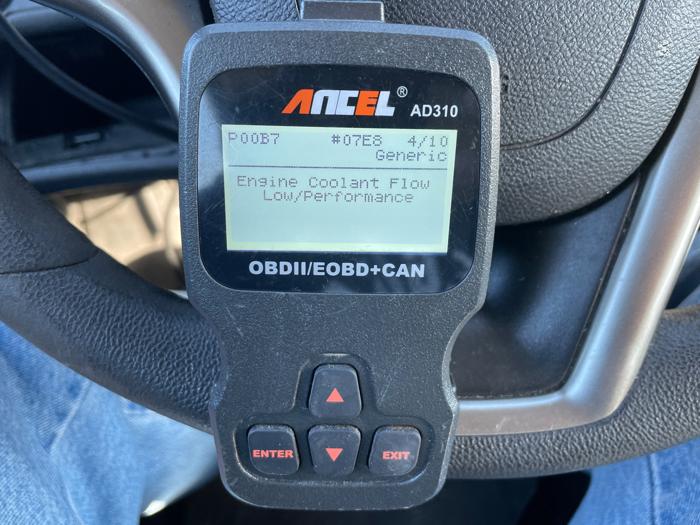 ANCEL®
AD310
P00B7 #07E8 4/10
Generic
Engine Coolant Flow
Low/Performance
OBDII/EOBD+CAN
ENTER
EXIT